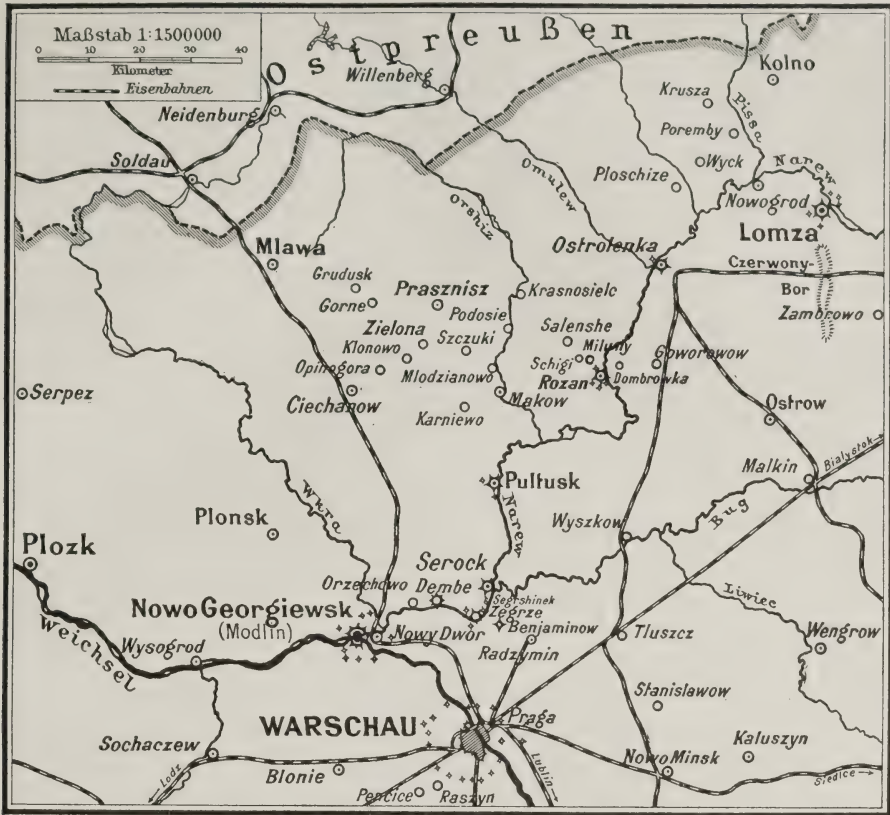 Maßstab 1:1500000
0 10 20 30 40
Kilometer
Eisenbahnen
Ostpreußen
Willenberg
Kolno
Krusza
Pissa
Neidenburg
Poremby
Soldau
Wyck
Narew
Ploschize
Omulew
Nowogrod
Orshiz
Lomza
Mlawa
Ostrolenka
Czerwony-
Bor
Grudusk
Krasnosielc
Prasznisz
Gorne
Zambrowo
Podosie
Zielona
Szczuki
Salenshe
Klonowo
Miluny
Goworowow
Opinogora
Schigi
Mlodzianowo
Rozan
Dombrowka
Serpez
Ciechanow
Makow
Ostrow
Karniewo
Bialystok
Malkin
Pultusk
Wkra
Narew
Bug
Plonsk
Wyszkow
Plozk
Serock
Orzechowo
Dembe
Segrshinek
Liwiec
Nowo Georgiewsk
Zegrze
(Modlin)
Nowy Dwór
Benjaminow
Tluszcz
Wengrow
Weichsel
Wysogrod
Radzymin
Stanislawow
WARSCHAU
Praga
Sochaczew
Nowo Minsk
Kaluszyn
Lodz
Blonie
Lublin
Siedlce
Pencice
Raszyn